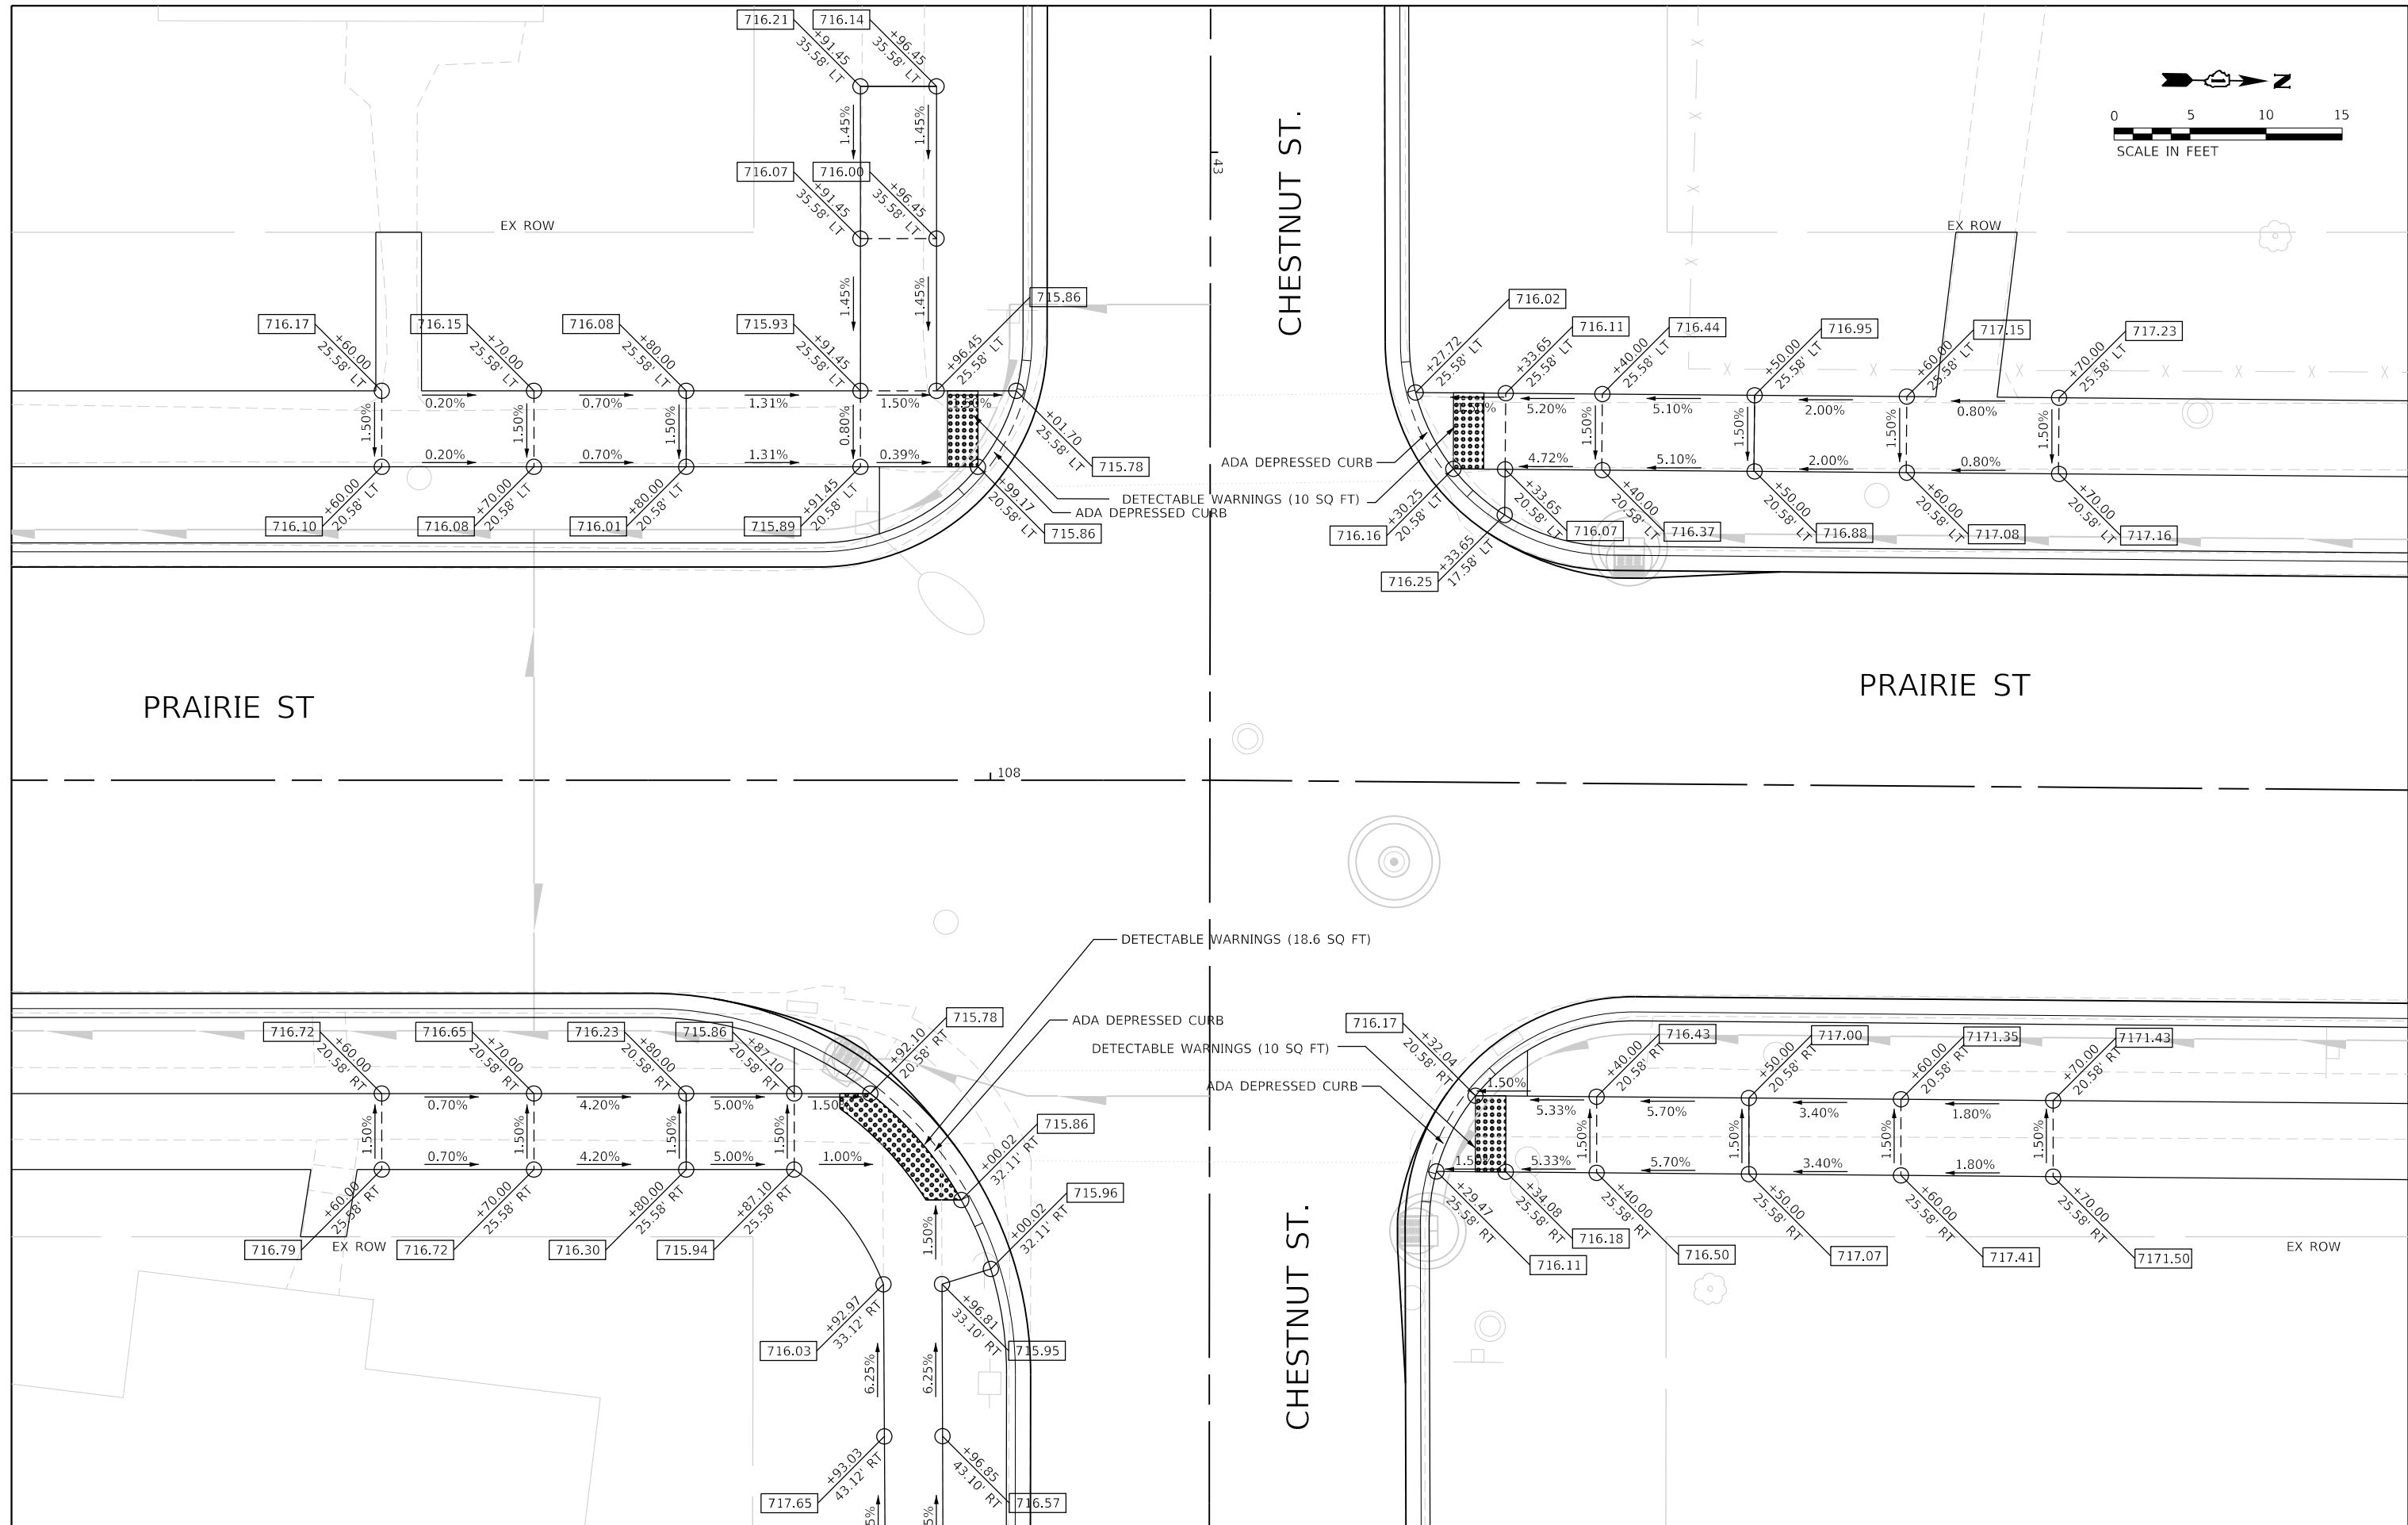 716.21
+91.45
35.58' LT
716.14
+96.45
35.58' LT
1.45%
1.45%
716.07
+91.45
35.58' LT
716.00
+96.45
35.58' LT
1.45%
1.45%
EX ROW
716.17
+60.00
25.58' LT
716.15
+70.00
25.58' LT
716.08
+80.00
25.58' LT
715.93
+91.45
25.58' LT
715.86
+96.45
25.58' LT
0.20%
0.70%
1.31%
1.50%
1.50%
1.50%
1.50%
0.80%
0.20%
0.70%
1.31%
0.39%
+01.70
25.58' LT
715.78
716.10
+60.00
20.58' LT
716.08
+70.00
20.58' LT
716.01
+80.00
20.58' LT
715.89
+91.45
20.58' LT
+99.17
20.58' LT
715.86
43
CHESTNUT ST.
N
0 5 10 15
SCALE IN FEET
EX ROW
+27.72
25.58' LT
716.02
+33.65
25.58' LT
716.11
+40.00
25.58' LT
716.44
+50.00
25.58' LT
716.95
+60.00
25.58' LT
717.15
+70.00
25.58' LT
717.23
5.20%
5.10%
2.00%
0.80%
1.50%
1.50%
1.50%
1.50%
4.72%
5.10%
2.00%
0.80%
ADA DEPRESSED CURB
DETECTABLE WARNINGS (10 SQ FT)
ADA DEPRESSED CURB
716.16
+30.25
20.58' LT
716.25
+33.65
17.58' LT
+33.65
20.58' LT
716.07
+40.00
20.58' LT
716.37
+50.00
20.58' LT
716.88
+60.00
20.58' LT
717.08
+70.00
20.58' LT
717.16
PRAIRIE ST
PRAIRIE ST
108
DETECTABLE WARNINGS (18.6 SQ FT)
ADA DEPRESSED CURB
DETECTABLE WARNINGS (10 SQ FT)
ADA DEPRESSED CURB
716.72
+60.00
20.58' RT
716.65
+70.00
20.58' RT
716.23
+80.00
20.58' RT
715.86
+87.10
20.58' RT
+92.10
20.58' RT
715.78
0.70%
4.20%
5.00%
1.50%
1.50%
1.50%
1.50%
1.50%
0.70%
4.20%
5.00%
1.00%
+00.02
32.11' RT
715.86
+00.02
32.11' RT
715.96
1.50%
716.79
+60.00
25.58' RT
EX ROW
716.72
+70.00
25.58' RT
716.30
+80.00
25.58' RT
715.94
+87.10
25.58' RT
716.03
+92.97
33.12' RT
+96.81
33.10' RT
715.95
6.25%
6.25%
717.65
+93.03
43.12' RT
+96.85
43.10' RT
716.57
716.17
+32.04
20.58' RT
+40.00
20.58' RT
716.43
+50.00
20.58' RT
717.00
+60.00
20.58' RT
7171.35
+70.00
20.58' RT
7171.43
1.50%
5.33%
5.70%
3.40%
1.80%
1.50%
1.50%
1.50%
1.50%
5.33%
5.70%
3.40%
1.80%
+29.47
25.58' RT
716.11
+34.08
25.58' RT
716.18
+40.00
25.58' RT
716.50
+50.00
25.58' RT
717.07
+60.00
25.58' RT
717.41
+70.00
25.58' RT
7171.50
EX ROW
CHESTNUT ST.